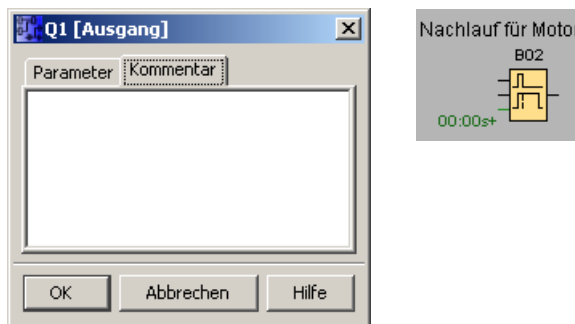 Q1 [Ausgang]
Parameter Kommentar
OK Abbrechen Hilfe
Nachlauf für Motor
B02
00:00s+